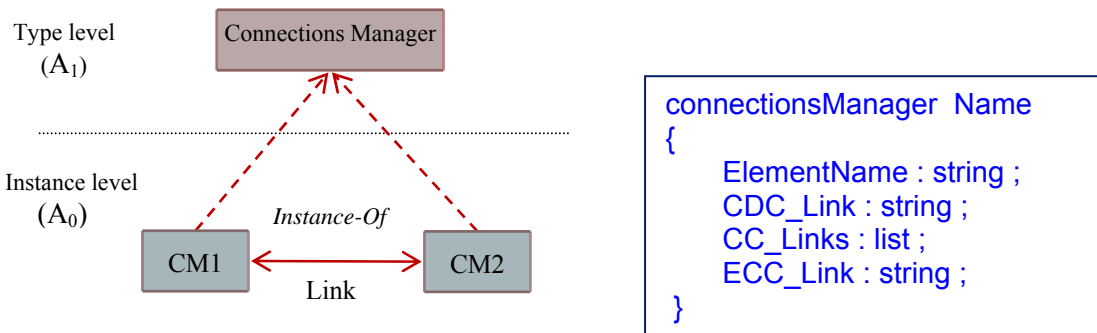 Type level
(A₁)
Connections Manager
Instance level
(A₀)
Instance-Of
CM1
CM2
Link
connectionsManager Name
{
ElementName : string ;
CDC_Link : string ;
CC_Links : list ;
ECC_Link : string ;
}